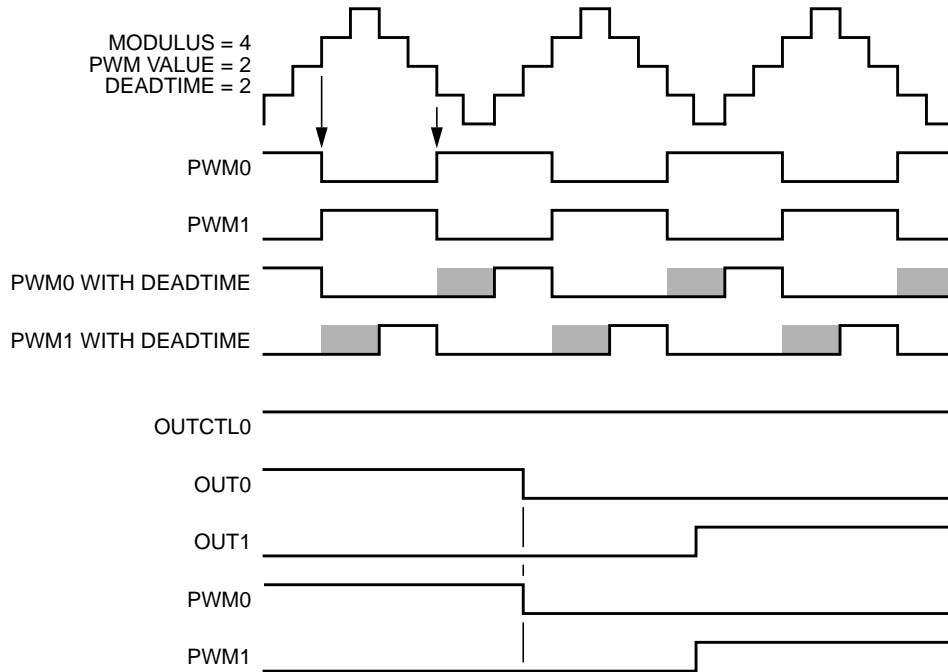 MODULUS = 4
PWM VALUE = 2
DEADTIME = 2
PWM0
PWM1
PWM0 WITH DEADTIME
PWM1 WITH DEADTIME
OUTCTL0
OUT0
OUT1
PWM0
PWM1